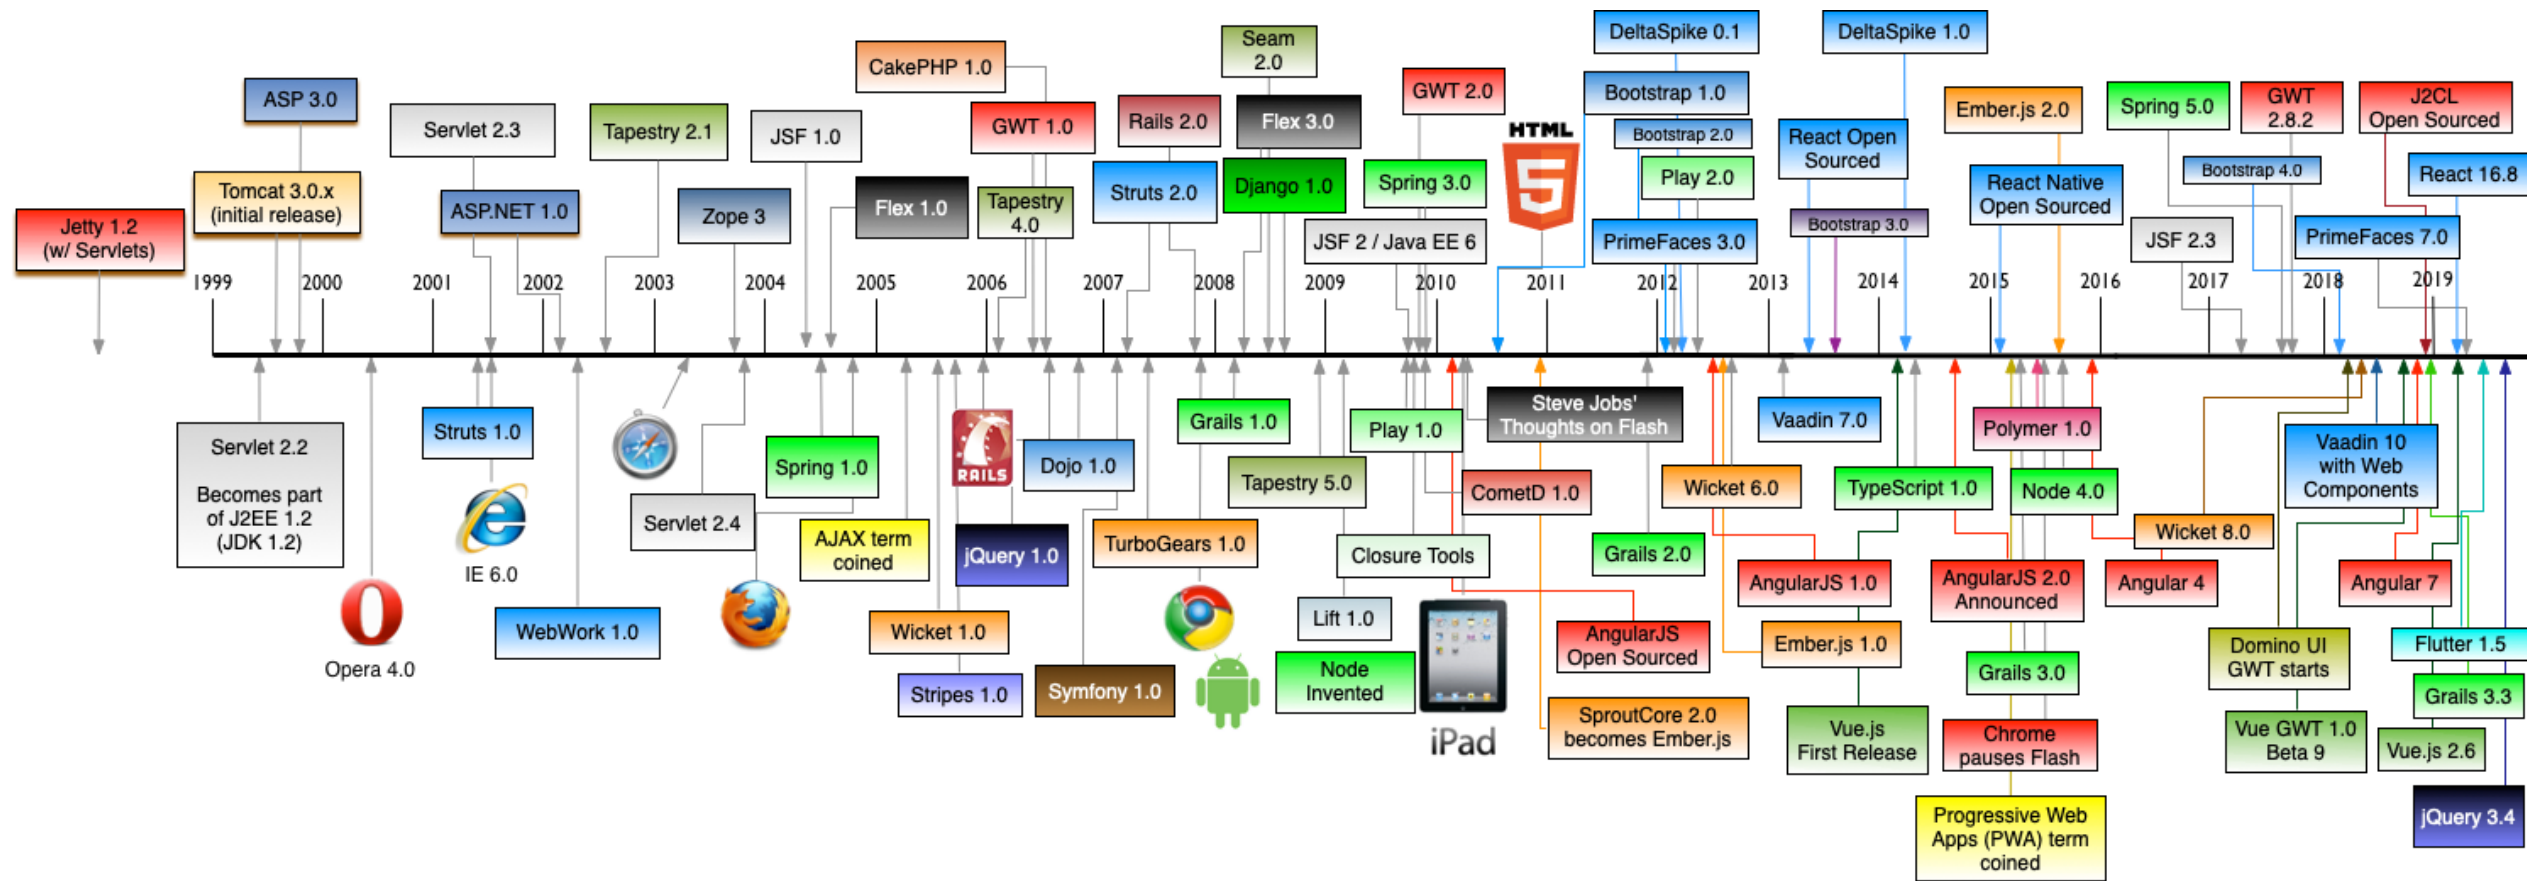 DeltaSpike 0.1
DeltaSpike 1.0
Seam
2.0
CakePHP 1.0
GWT 2.0
Bootstrap 1.0
ASP 3.0
Servlet 2.3
Tapestry 2.1
JSF 1.0
GWT 1.0
Rails 2.0
Flex 3.0
HTML
5
Bootstrap 2.0
React Open
Sourced
Ember.js 2.0
Spring 5.0
GWT
2.8.2
J2CL
Open Sourced
Tomcat 3.0.x
(initial release)
ASP.NET 1.0
Zope 3
Flex 1.0
Tapestry
4.0
Struts 2.0
Django 1.0
Spring 3.0
Play 2.0
React Native
Open Sourced
Bootstrap 4.0
React 16.8
Jetty 1.2
(w/ Servlets)
JSF 2 / Java EE 6
PrimeFaces 3.0
Bootstrap 3.0
JSF 2.3
PrimeFaces 7.0
1999
2000
2001
2002
2003
2004
2005
2006
2007
2008
2009
2010
2011
2012
2013
2014
2015
2016
2017
2018
2019
Servlet 2.2
Becomes part
of J2EE 1.2
(JDK 1.2)
Opera 4.0
Struts 1.0
IE 6.0
WebWork 1.0
Servlet 2.4
Spring 1.0
AJAX term
coined
Wicket 1.0
Stripes 1.0
RAILS
jQuery 1.0
Dojo 1.0
Symfony 1.0
TurboGears 1.0
Grails 1.0
Tapestry 5.0
Lift 1.0
Node
Invented
Play 1.0
Closure Tools
CometD 1.0
iPad
Steve Jobs'
Thoughts on Flash
AngularJS
Open Sourced
SproutCore 2.0
becomes Ember.js
Grails 2.0
Wicket 6.0
Vaadin 7.0
AngularJS 1.0
Ember.js 1.0
Vue.js
First Release
TypeScript 1.0
AngularJS 2.0
Announced
Polymer 1.0
Node 4.0
Grails 3.0
Chrome
pauses Flash
Progressive Web
Apps (PWA) term
coined
Angular 4
Wicket 8.0
Vaadin 10
with Web
Components
Domino UI
GWT starts
Vue GWT 1.0
Beta 9
Angular 7
Flutter 1.5
Grails 3.3
Vue.js 2.6
jQuery 3.4